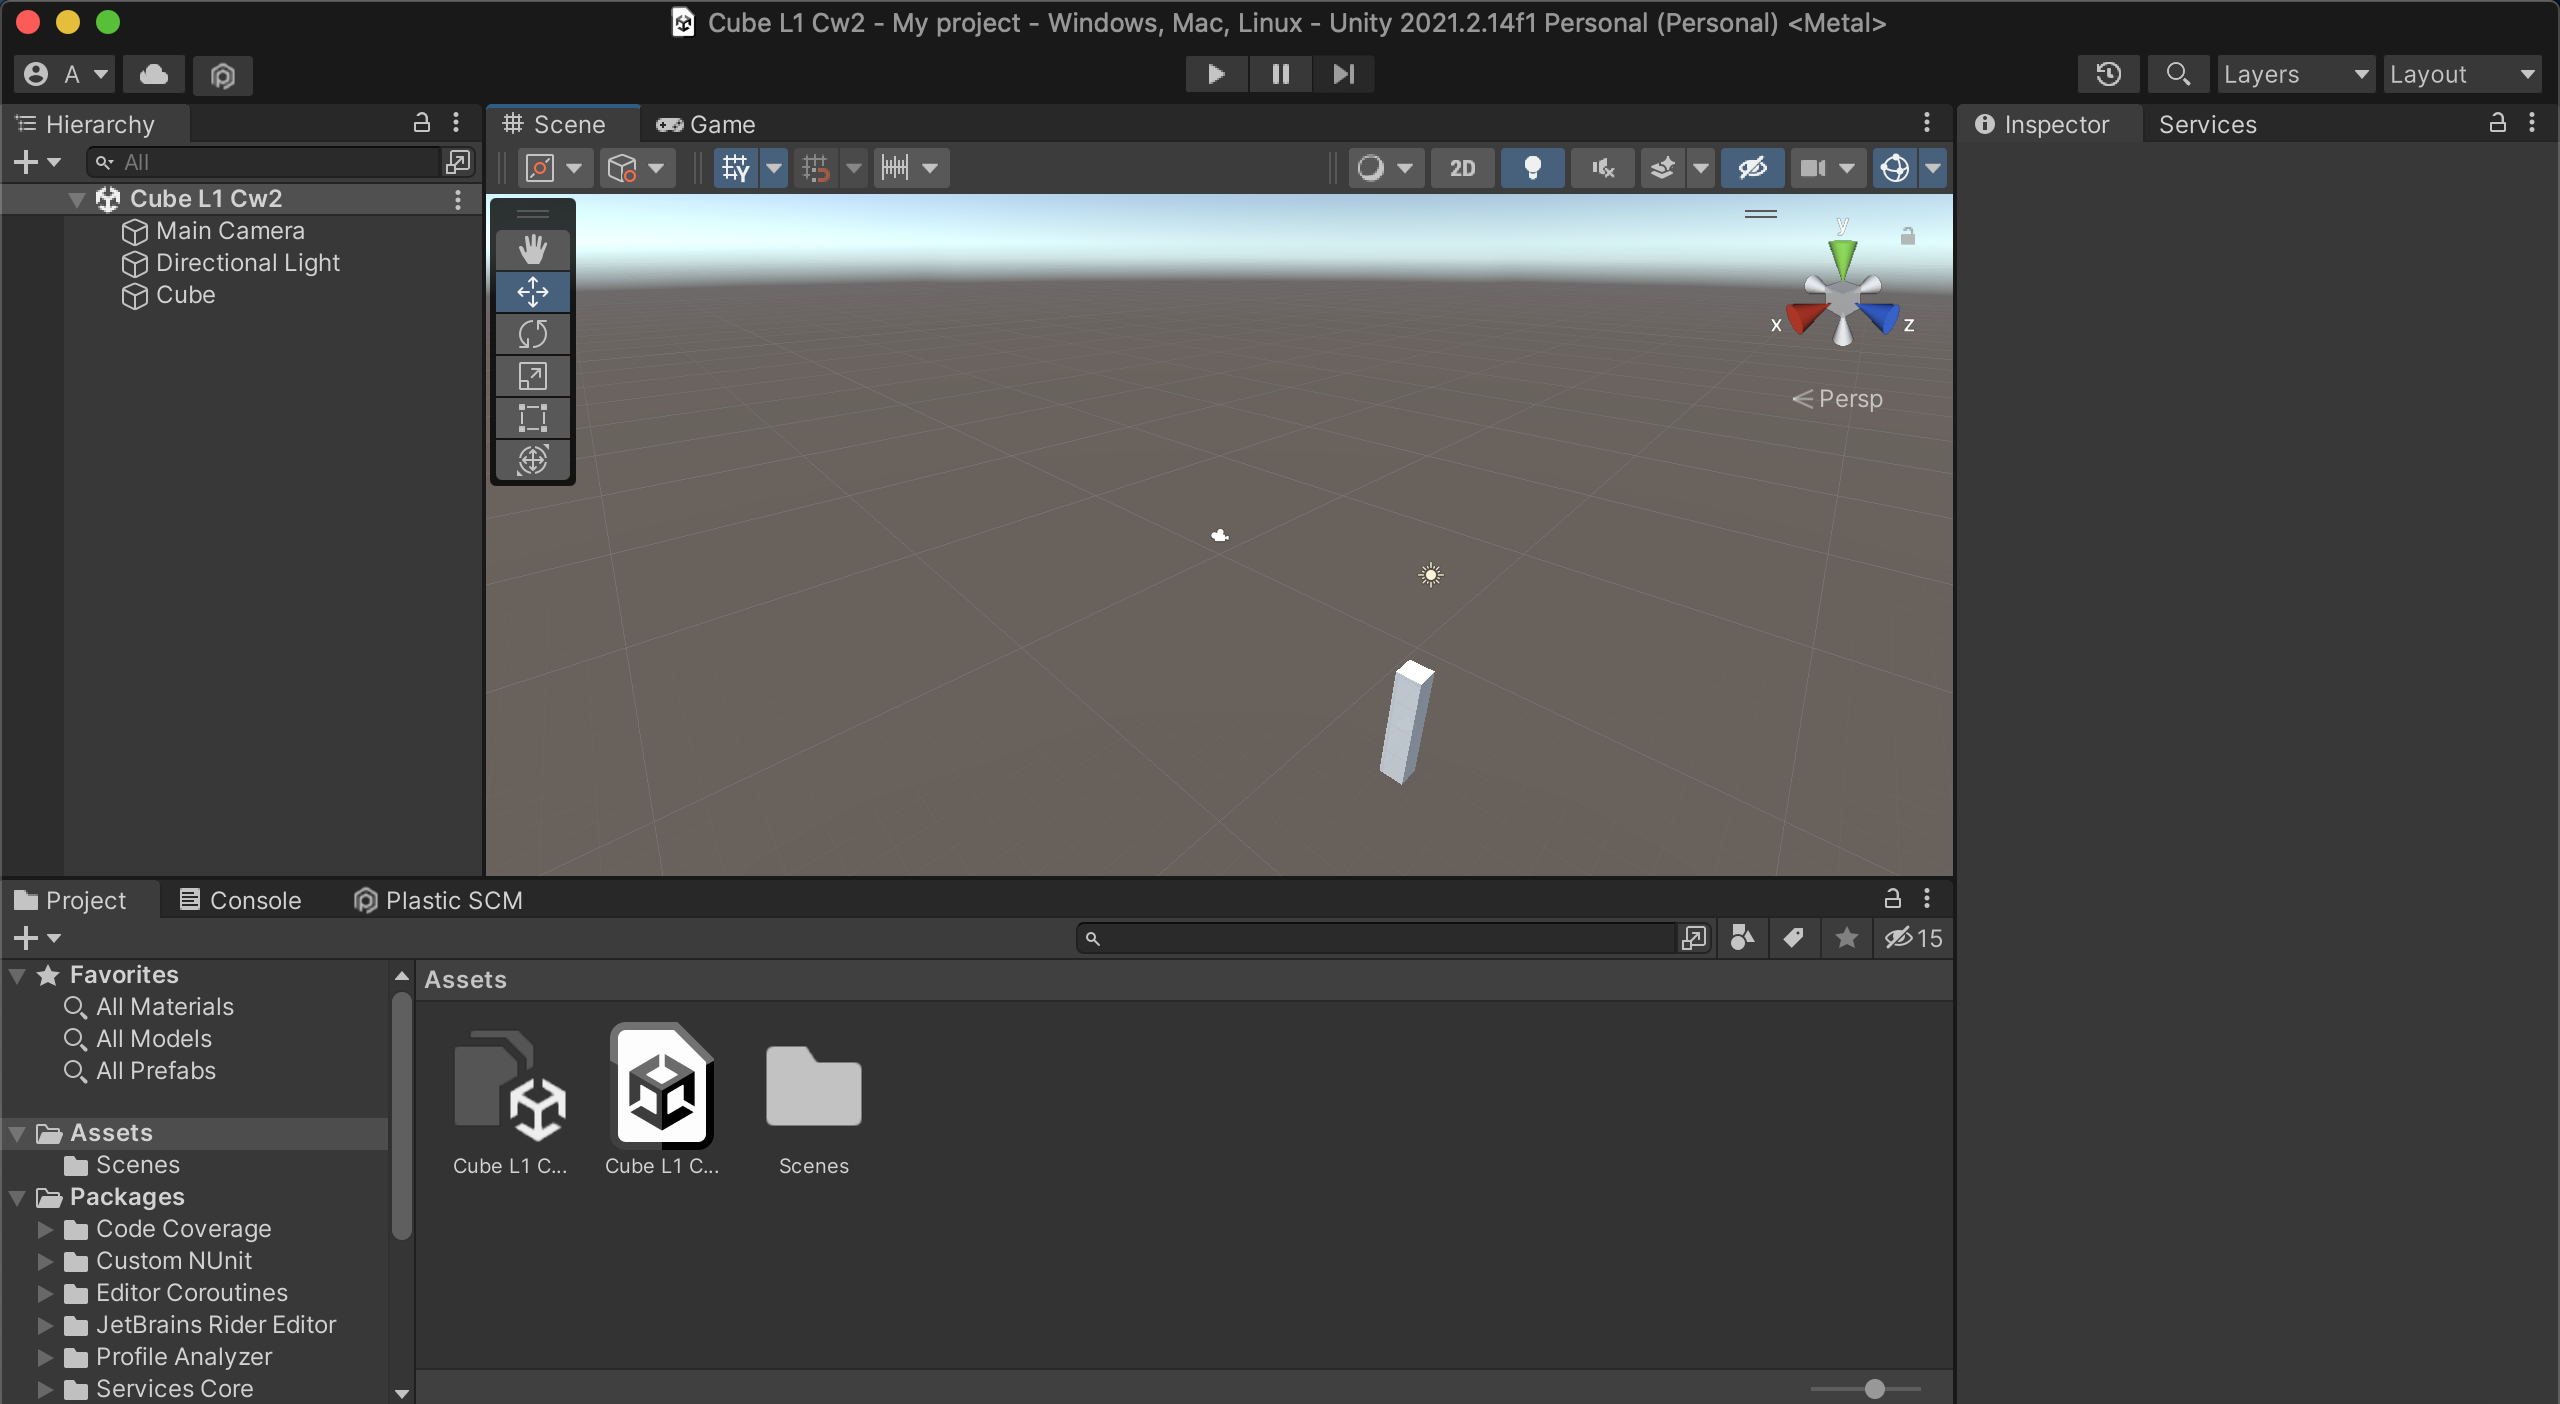 Cube L1 Cw2 - My project - Windows, Mac, Linux - Unity 2021.2.14f1 Personal (Personal) <Metal>
A
Layers
Layout
Hierarchy
Scene
Game
Inspector
Services
All
2D
Cube L1 Cw2
Main Camera
Directional Light
Cube
y
x
z
Persp
Project
Console
Plastic SCM
15
Favorites
All Materials
All Models
All Prefabs
Assets
Scenes
Packages
Code Coverage
Custom NUnit
Editor Coroutines
JetBrains Rider Editor
Profile Analyzer
Services Core
Assets
Cube L1 C...
Cube L1 C...
Scenes